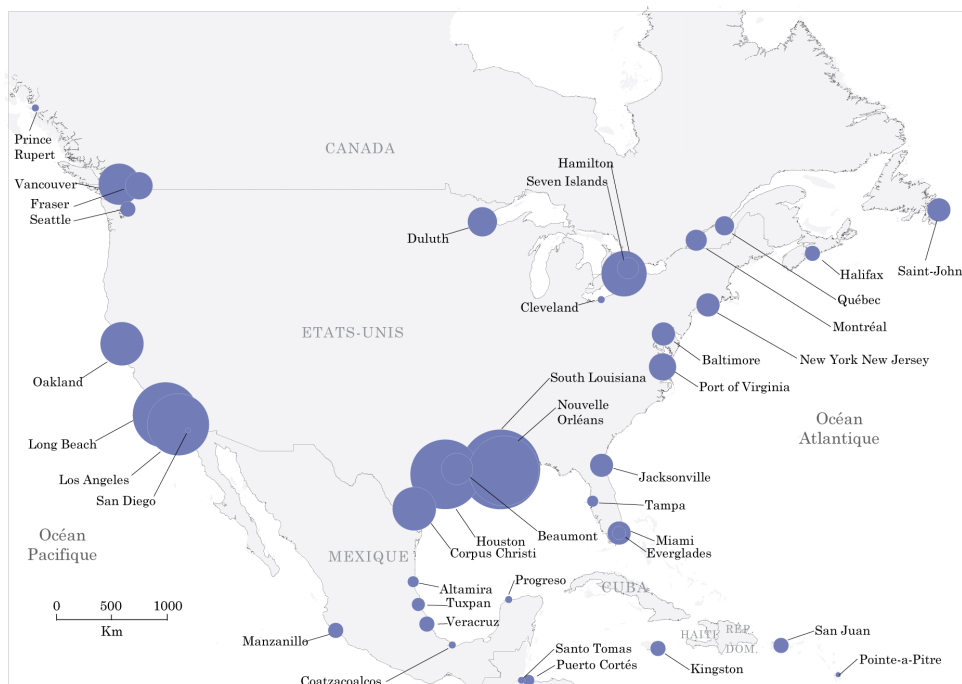 Prince
Rupert
CANADA
Hamilton
Seven Islands
Vancouver
Fraser
Seattle
Duluth
Saint-John
Halifax
Québec
Cleveland
Montréal
ETATS-UNIS
New York New Jersey
Baltimore
Port of Virginia
Oakland
South Louisiana
Nouvelle
Orléans
Océan
Atlantique
Long Beach
Los Angeles
San Diego
Jacksonville
Tampa
Océan
Pacifique
Beaumont
Houston
Corpus Christi
Miami
Everglades
MEXIQUE
Altamira
Progreso
CUBA
Tuxpan
Veracruz
0 500 1000
Km
Manzanillo
HAITI
RÉP.
DOM.
San Juan
Santo Tomas
Puerto Cortés
Kingston
Pointe-a-Pitre
Coatzacoalcos